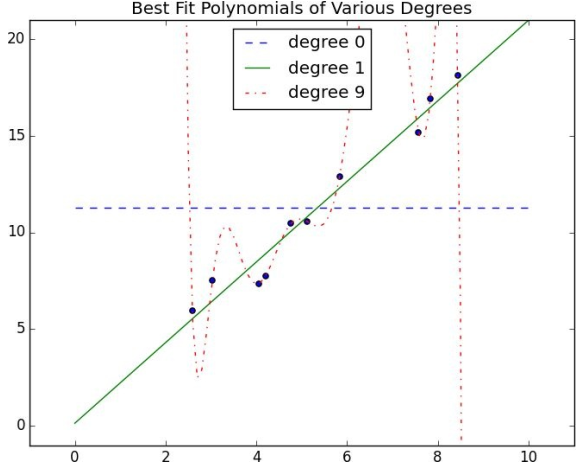 Best Fit Polynomials of Various Degrees
20
15
10
5
0
degree 0
degree 1
degree 9
0 2 4 6 8 10